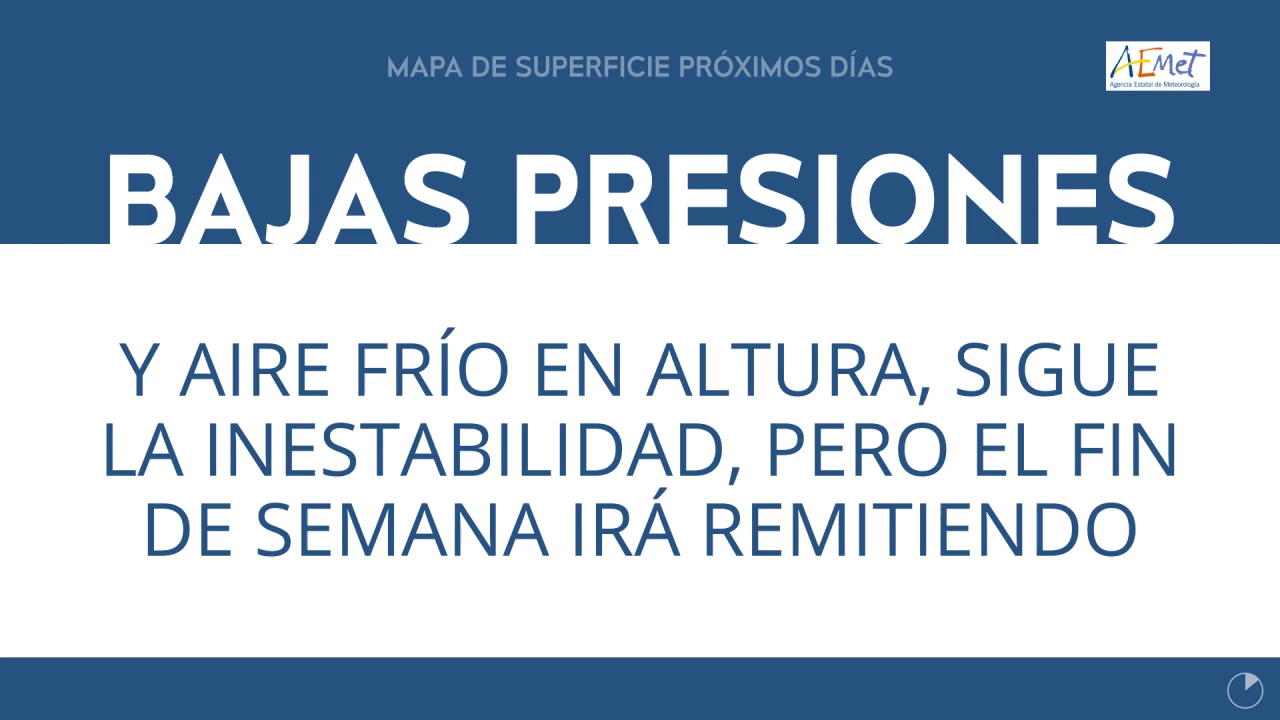 MAPA DE SUPERFICIE PRÓXIMOS DÍAS
AEMet
Agencia Estatal de Meteorología
BAJAS PRESIONES
Y AIRE FRÍO EN ALTURA, SIGUE
LA INESTABILIDAD, PERO EL FIN
DE SEMANA IRÁ REMITIENDO